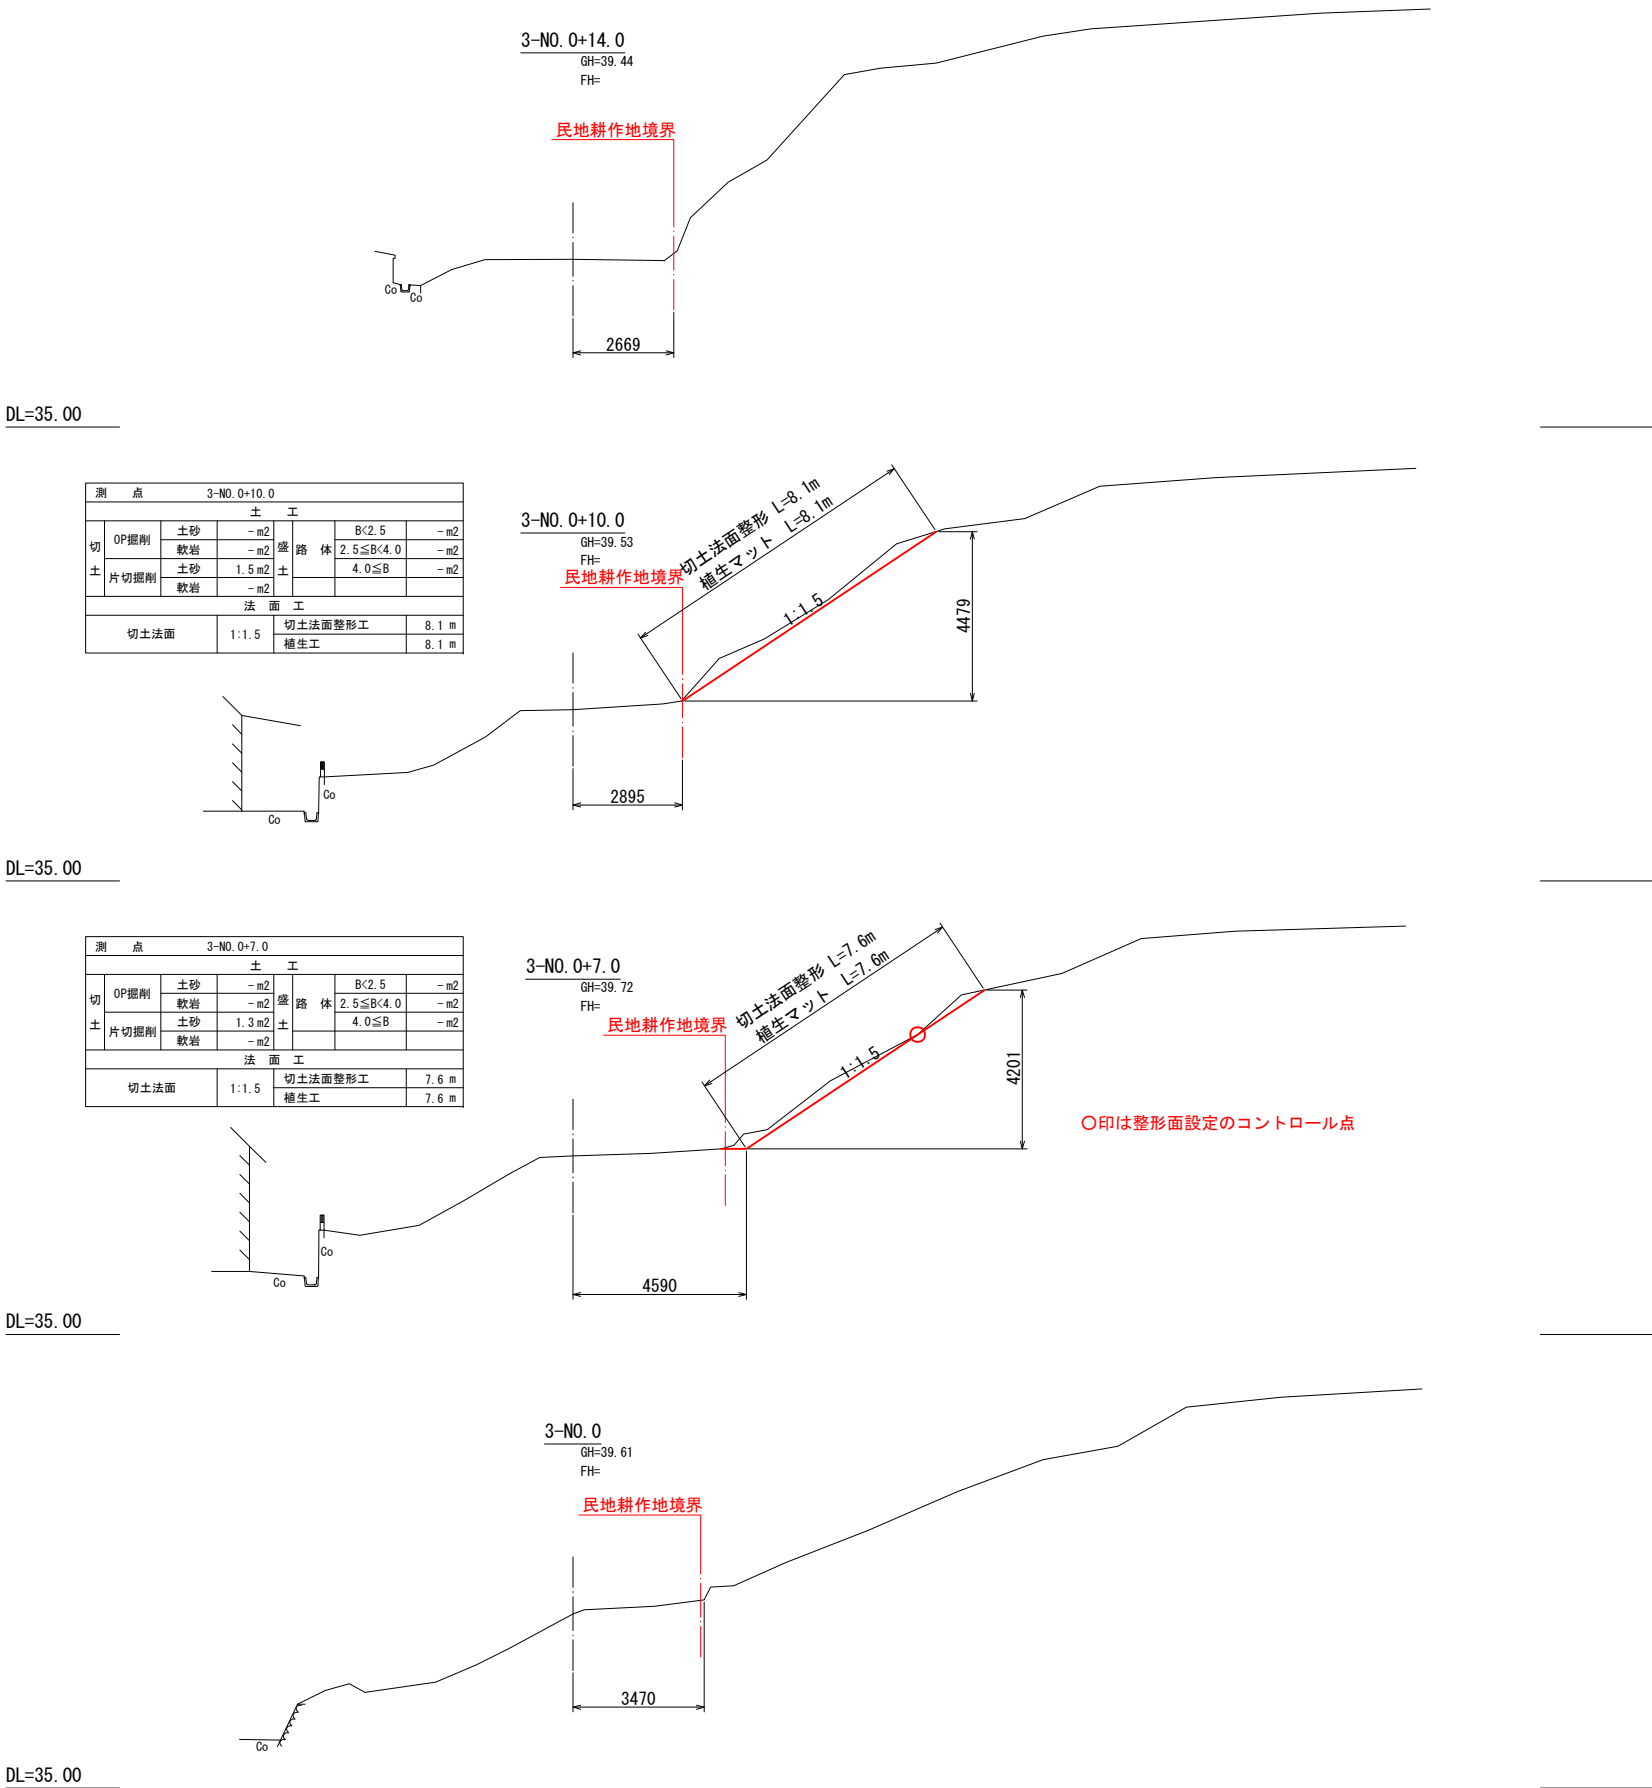 3-NO.0+14.0
GH=39.44
FH=
民地耕作地境界
Co
Co
2669
DL=35.00
測 点 3-NO.0+10.0
土 工
切土 OP掘削 土砂 -m2 盛土 路 体 B<2.5 -m2
軟岩 -m2 2.5≦B<4.0 -m2
片切掘削 土砂 1.5m2 4.0≦B -m2
軟岩 -m2
法 面 工
切土法面 1:1.5 切土法面整形工 8.1 m
植生工 8.1 m
3-NO.0+10.0
GH=39.53
FH=
民地耕作地境界
切土法面整形 L=8.1m
植生マット L=8.1m
1:1.5
4479
Co
Co
2895
DL=35.00
測 点 3-NO.0+7.0
土 工
切土 OP掘削 土砂 -m2 盛土 路 体 B<2.5 -m2
軟岩 -m2 2.5≦B<4.0 -m2
片切掘削 土砂 1.3m2 4.0≦B -m2
軟岩 -m2
法 面 工
切土法面 1:1.5 切土法面整形工 7.6 m
植生工 7.6 m
3-NO.0+7.0
GH=39.72
FH=
民地耕作地境界
切土法面整形 L=7.6m
植生マット L=7.6m
1:1.5
4201
○印は整形面設定のコントロール点
Co
Co
4590
DL=35.00
3-NO.0
GH=39.61
FH=
民地耕作地境界
3470
Co
DL=35.00